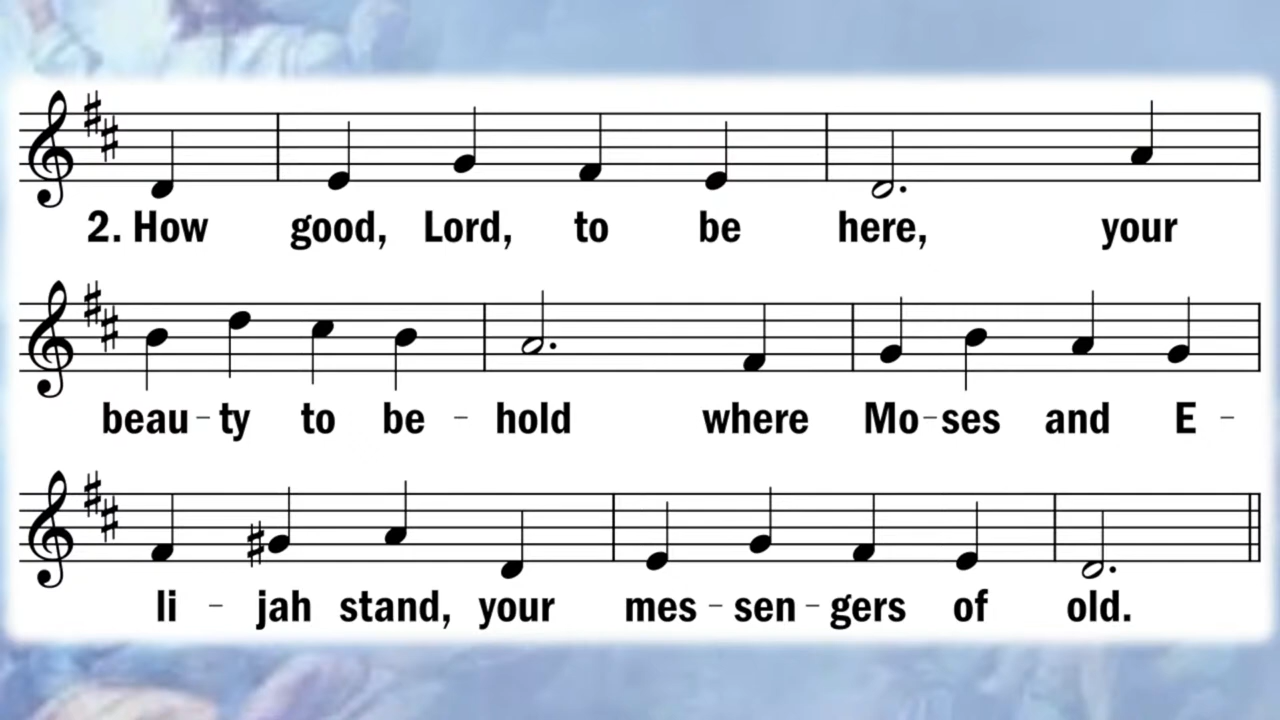 2. How good, Lord, to be here, your
beau - ty to be - hold where Mo - ses and E -
li - jah stand, your mes - sen - gers of old.